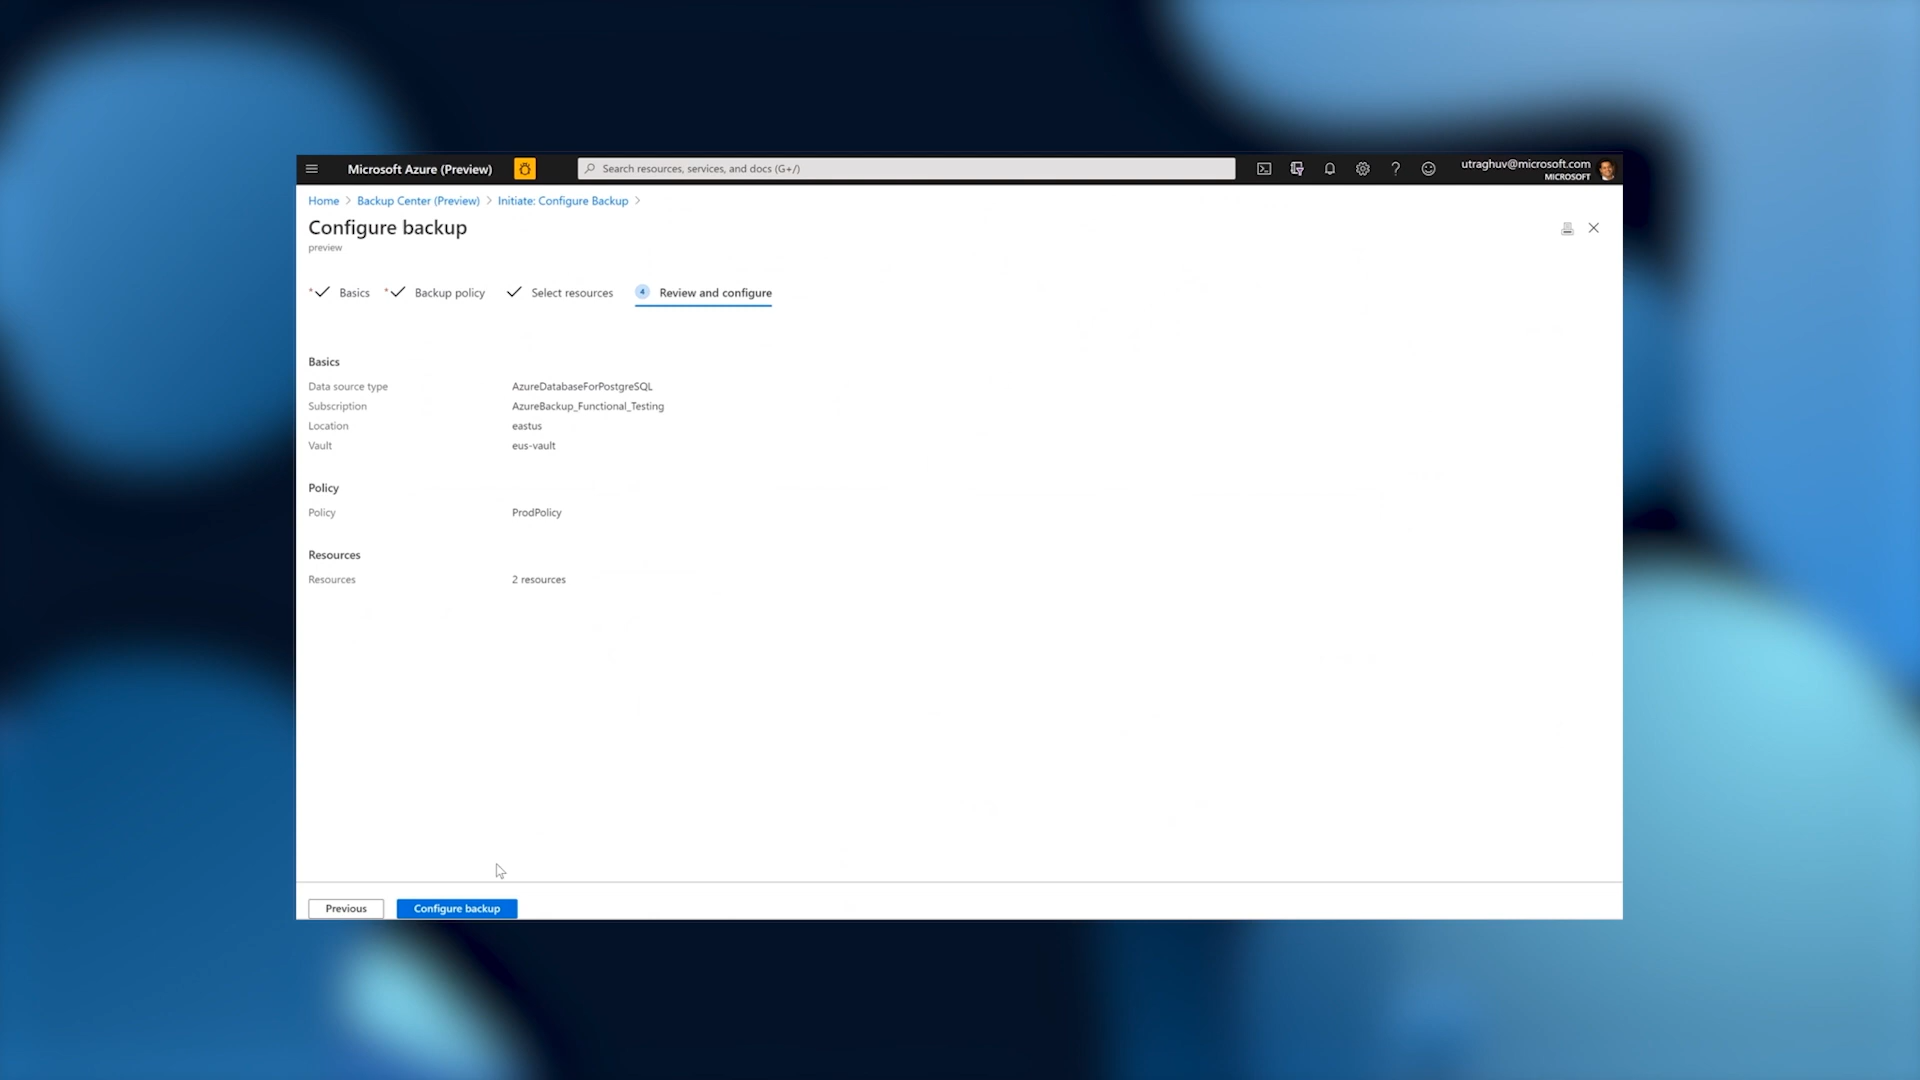 Microsoft Azure (Preview)
Search resources, services, and docs (G+/)
utraghuv@microsoft.com
MICROSOFT
Home > Backup Center (Preview) > Initiate: Configure Backup >
Configure backup
preview
* Basics * Backup policy Select resources 4 Review and configure
Basics
Data source type AzureDatabaseForPostgreSQL
Subscription AzureBackup_Functional_Testing
Location eastus
Vault eus-vault
Policy
Policy ProdPolicy
Resources
Resources 2 resources
Previous Configure backup